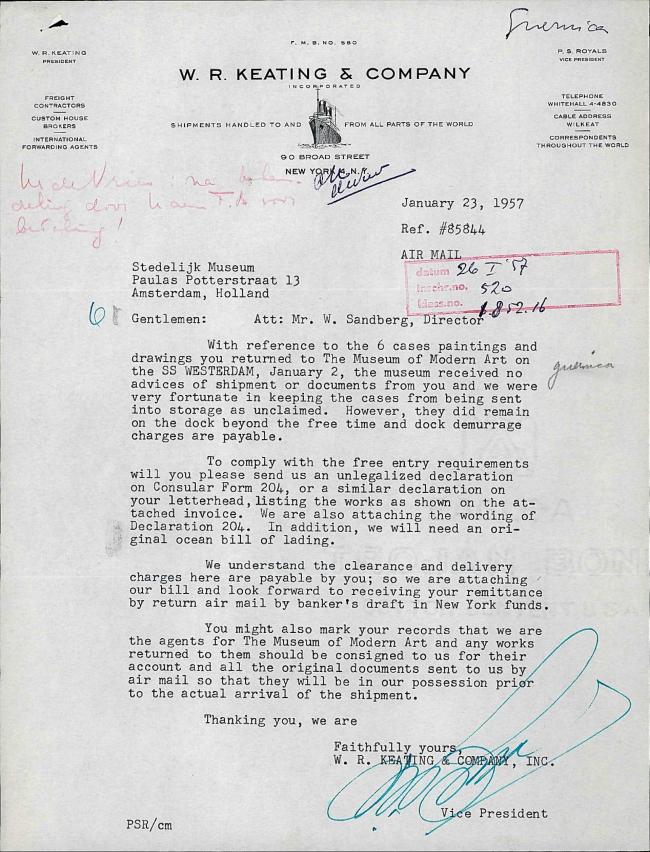 Guernica
F. M. B. NO. 580
W. R. KEATING
PRESIDENT
P. S. ROYALS
VICE PRESIDENT
W. R. KEATING & COMPANY
INCORPORATED
FREIGHT
CONTRACTORS
CUSTOM HOUSE
BROKERS
INTERNATIONAL
FORWARDING AGENTS
TELEPHONE
WHITEHALL 4-4830
CABLE ADDRESS
WILKEAT
CORRESPONDENTS
THROUGHOUT THE WORLD
SHIPMENTS HANDLED TO AND FROM ALL PARTS OF THE WORLD
90 BROAD STREET
NEW YORK 4, N.Y.
January 23, 1957
Ref. #85844
AIR MAIL
datum 26 I '57
inschr.no. 520
klass.no. 1852.16
Stedelijk Museum
Paulas Potterstraat 13
Amsterdam, Holland
6
Gentlemen: Att: Mr. W. Sandberg, Director
With reference to the 6 cases paintings and
drawings you returned to The Museum of Modern Art on
the SS WESTERDAM, January 2, the museum received no
advices of shipment or documents from you and we were
very fortunate in keeping the cases from being sent
into storage as unclaimed. However, they did remain
on the dock beyond the free time and dock demurrage
charges are payable.
guernica
To comply with the free entry requirements
will you please send us an unlegalized declaration
on Consular Form 204, or a similar declaration on
your letterhead, listing the works as shown on the at-
tached invoice. We are also attaching the wording of
Declaration 204. In addition, we will need an ori-
ginal ocean bill of lading.
We understand the clearance and delivery
charges here are payable by you; so we are attaching
our bill and look forward to receiving your remittance
by return air mail by banker's draft in New York funds.
You might also mark your records that we are
the agents for The Museum of Modern Art and any works
returned to them should be consigned to us for their
account and all the original documents sent to us by
air mail so that they will be in our possession prior
to the actual arrival of the shipment.
Thanking you, we are
Faithfully yours,
W. R. KEATING & COMPANY, INC.
Vice President
PSR/cm